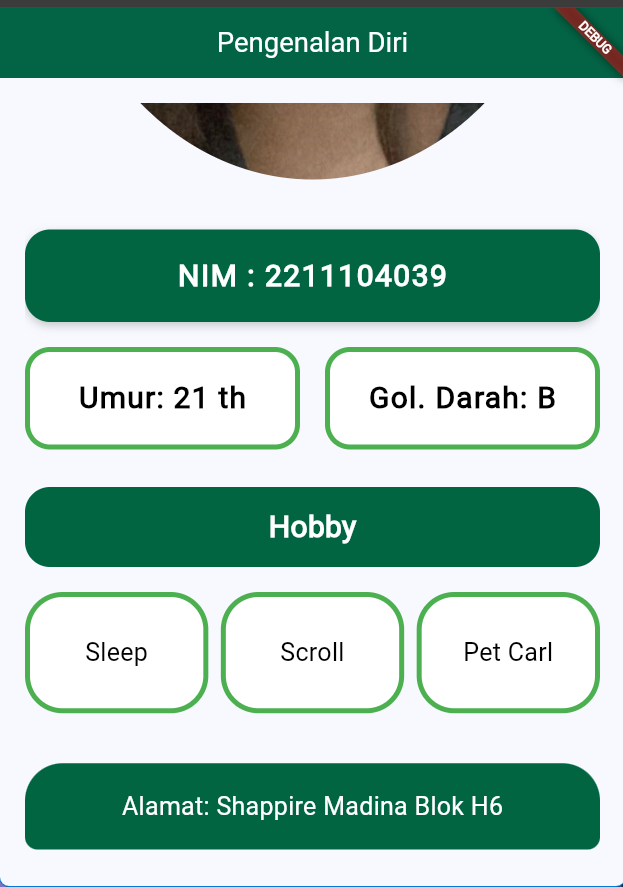 Pengenalan Diri
DEBUG
NIM : 2211104039
Umur: 21 th
Gol. Darah: B
Hobby
Sleep
Scroll
Pet Carl
Alamat: Shappire Madina Blok H6